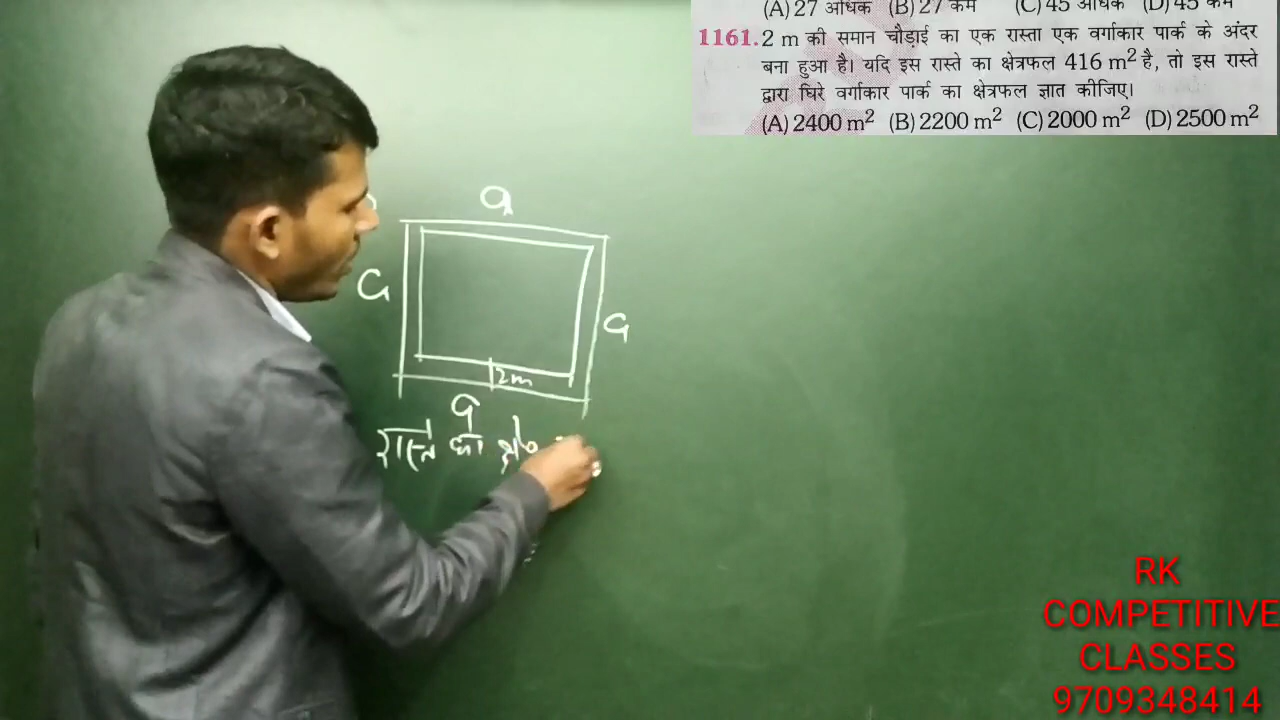 (A) 27 अधिक (B) 27 कम (C) 45 अधिक (D) 45 कम
1161. 2 m की समान चौड़ाई का एक रास्ता एक वर्गाकार पार्क के अंदर
बना हुआ है। यदि इस रास्ते का क्षेत्रफल 416 m² है, तो इस रास्ते
द्वारा घिरे वर्गाकार पार्क का क्षेत्रफल ज्ञात कीजिए।
(A) 2400 m² (B) 2200 m² (C) 2000 m² (D) 2500 m²
a
a
a
2m
a
रास्ते का क्षे०
RK
COMPETITIVE
CLASSES
9709348414